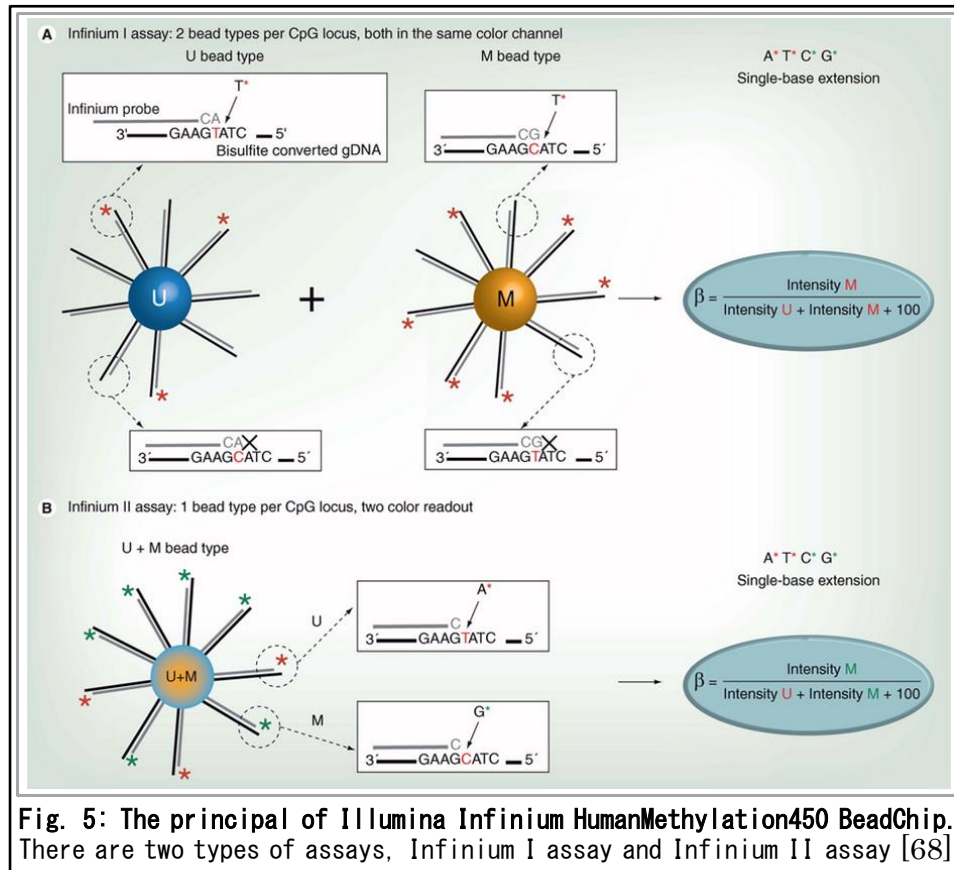 A Infinium I assay: 2 bead types per CpG locus, both in the same color channel
U bead type
M bead type
A* T* C* G*
Single-base extension
T*
Infinium probe
CA
3' GAAGTATC 5'
Bisulfite converted gDNA
T*
CG
3´ GAAGCATC 5´
U
+
M
β = Intensity M
Intensity U + Intensity M + 100
CA
3´ GAAGCATC 5´
CG
3´ GAAGTATC 5´
B Infinium II assay: 1 bead type per CpG locus, two color readout
U + M bead type
A* T* C* G*
Single-base extension
U
A*
C
3´ GAAGTATC 5´
U+M
β = Intensity M
Intensity U + Intensity M + 100
M
G*
C
3´ GAAGCATC 5´
Fig. 5: The principal of Illumina Infinium HumanMethylation450 BeadChip.
There are two types of assays, Infinium I assay and Infinium II assay [68]